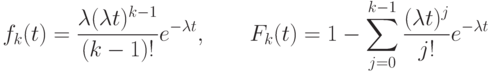 f_k(t) = \frac{\lambda(\lambda t)^{k-1}}{(k-1)!} e^{-\lambda t}, \qquad F_k(t) = 1 - \sum_{j=0}^{k-1} \frac{(\lambda t)^j}{j!} e^{-\lambda t}